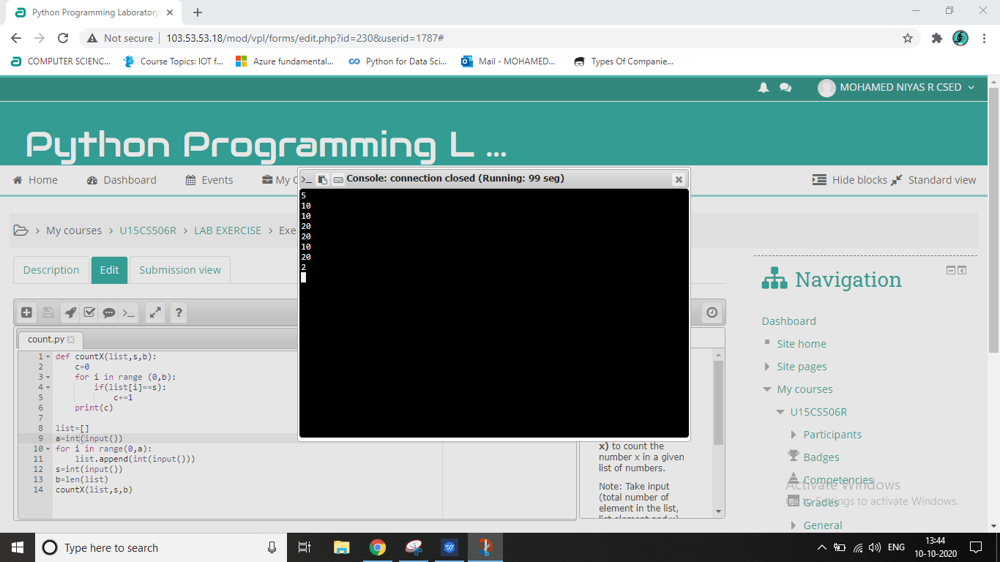 Python Programming Laboratory
Not secure | 103.53.53.18/mod/vpl/forms/edit.php?id=230&userid=1787#
COMPUTER SCIENC... Course Topics: IOT f... Azure fundamental... Python for Data Sci... Mail - MOHAMED... Types Of Companie...
MOHAMED NIYAS R CSED
Python Programming L ...
Home Dashboard Events My C Hide blocks Standard view
Console: connection closed (Running: 99 seg)
5
10
10
20
20
10
20
2
My courses > U15CS506R > LAB EXERCISE > Exe
Description Edit Submission view
count.py
1 def countX(list,s,b):
2 c=0
3 for i in range (0,b):
4 if(list[i]==s):
5 c+=1
6 print(c)
7
8 list=[]
9 a=int(input())
10 for i in range(0,a):
11 list.append(int(input()))
12 s=int(input())
13 b=len(list)
14 countX(list,s,b)
x) to count the
number x in a given
list of numbers.
Note: Take input
(total number of
element in the list,
list element and x)
Navigation
Dashboard
Site home
Site pages
My courses
U15CS506R
Participants
Badges
Competencies
Grades
General
Activate Windows
Go to Settings to activate Windows.
Type here to search
ENG
13:44
10-10-2020